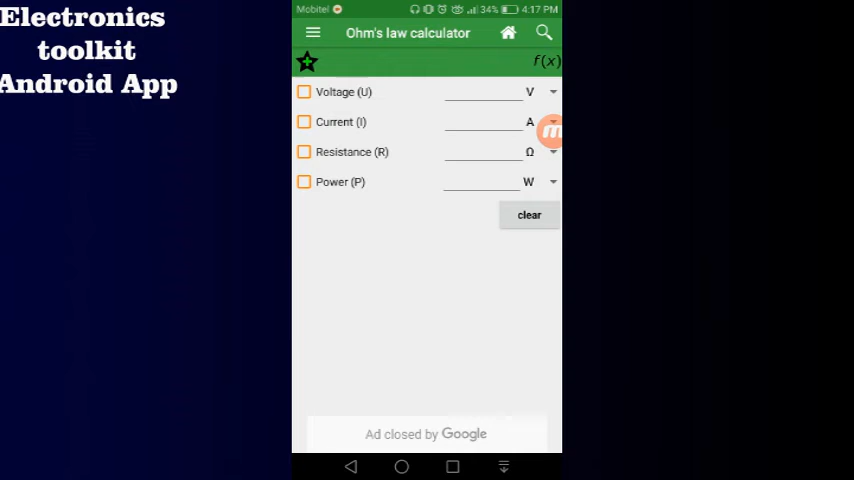 Electronics
toolkit
Android App
Mobitel 34% 4:17 PM
Ohm's law calculator
f(x)
Voltage (U) V
Current (I) A
Resistance (R) Ω
Power (P) W
clear
Ad closed by Google